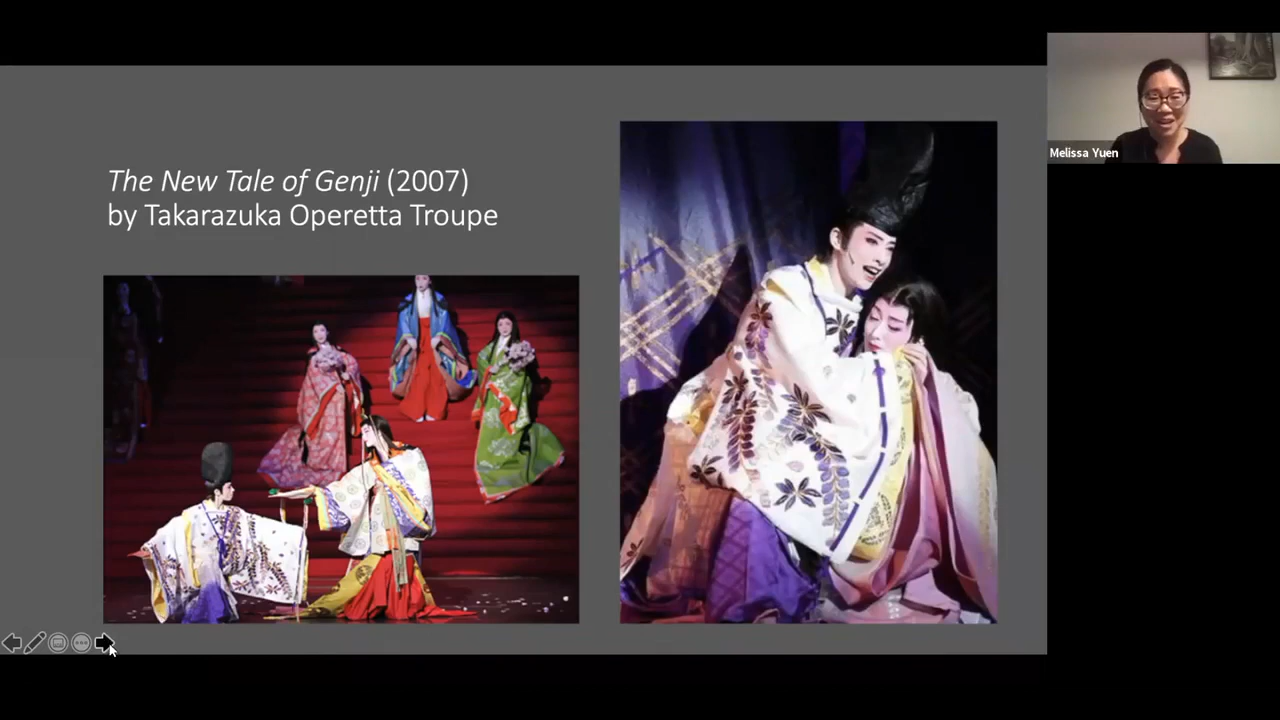 The New Tale of Genji (2007)
by Takarazuka Operetta Troupe
Melissa Yuen